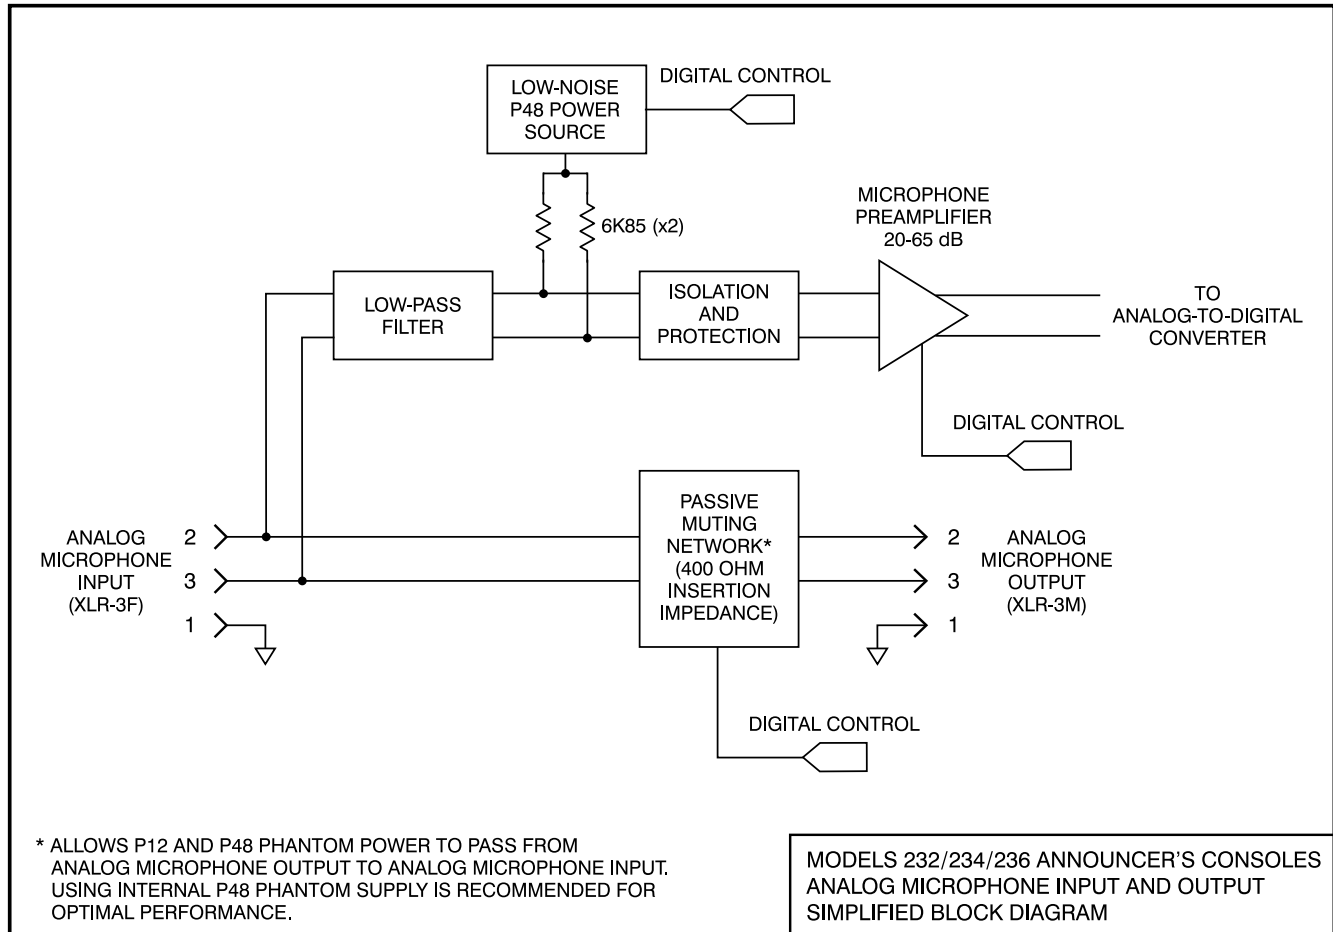 LOW-NOISE
P48 POWER
SOURCE
DIGITAL CONTROL
6K85 (x2)
MICROPHONE
PREAMPLIFIER
20-65 dB
LOW-PASS
FILTER
ISOLATION
AND
PROTECTION
TO
ANALOG-TO-DIGITAL
CONVERTER
DIGITAL CONTROL
ANALOG
MICROPHONE
INPUT
(XLR-3F)
2
3
1
PASSIVE
MUTING
NETWORK*
(400 OHM
INSERTION
IMPEDANCE)
2
3
1
ANALOG
MICROPHONE
OUTPUT
(XLR-3M)
DIGITAL CONTROL
* ALLOWS P12 AND P48 PHANTOM POWER TO PASS FROM
ANALOG MICROPHONE OUTPUT TO ANALOG MICROPHONE INPUT.
USING INTERNAL P48 PHANTOM SUPPLY IS RECOMMENDED FOR
OPTIMAL PERFORMANCE.
MODELS 232/234/236 ANNOUNCER'S CONSOLES
ANALOG MICROPHONE INPUT AND OUTPUT
SIMPLIFIED BLOCK DIAGRAM